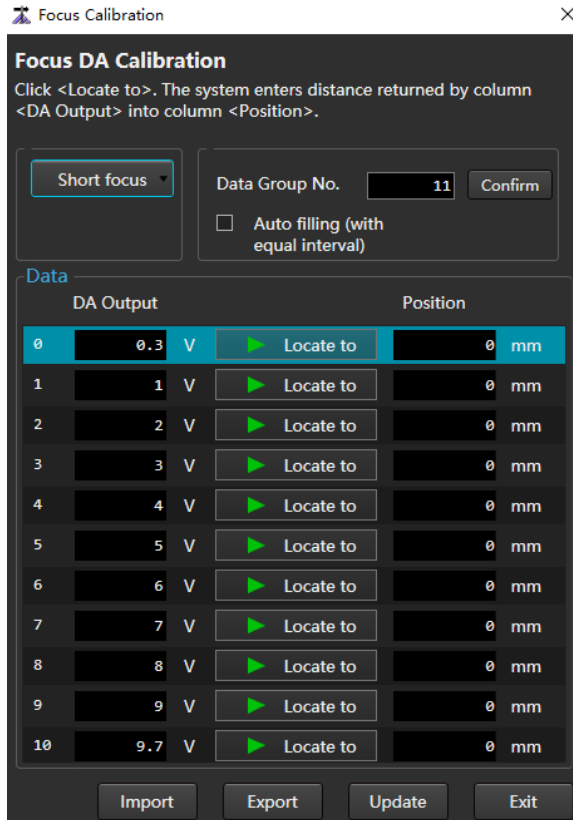 Focus Calibration
Focus DA Calibration
Click <Locate to>. The system enters distance returned by column
<DA Output> into column <Position>.
Short focus
Data Group No. 11 Confirm
Auto filling (with
equal interval)
Data
DA Output Position
0 0.3 V Locate to 0 mm
1 1 V Locate to 0 mm
2 2 V Locate to 0 mm
3 3 V Locate to 0 mm
4 4 V Locate to 0 mm
5 5 V Locate to 0 mm
6 6 V Locate to 0 mm
7 7 V Locate to 0 mm
8 8 V Locate to 0 mm
9 9 V Locate to 0 mm
10 9.7 V Locate to 0 mm
Import Export Update Exit